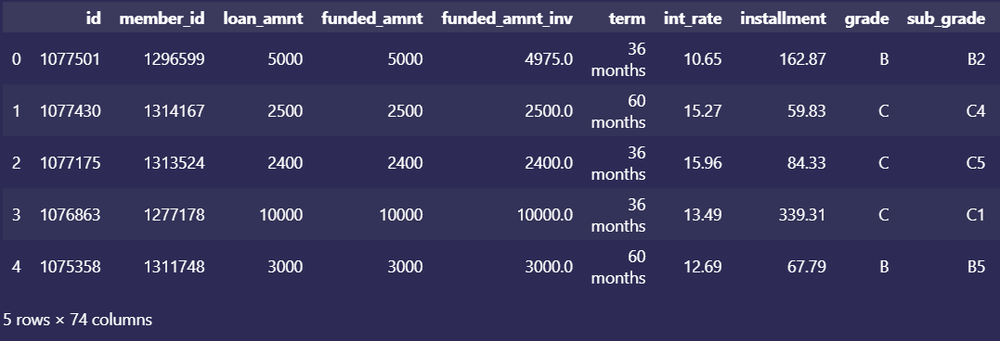 id member_id loan_amnt funded_amnt funded_amnt_inv term int_rate installment grade sub_grade
0 1077501 1296599 5000 5000 4975.0 36 months 10.65 162.87 B B2
1 1077430 1314167 2500 2500 2500.0 60 months 15.27 59.83 C C4
2 1077175 1313524 2400 2400 2400.0 36 months 15.96 84.33 C C5
3 1076863 1277178 10000 10000 10000.0 36 months 13.49 339.31 C C1
4 1075358 1311748 3000 3000 3000.0 60 months 12.69 67.79 B B5
5 rows × 74 columns